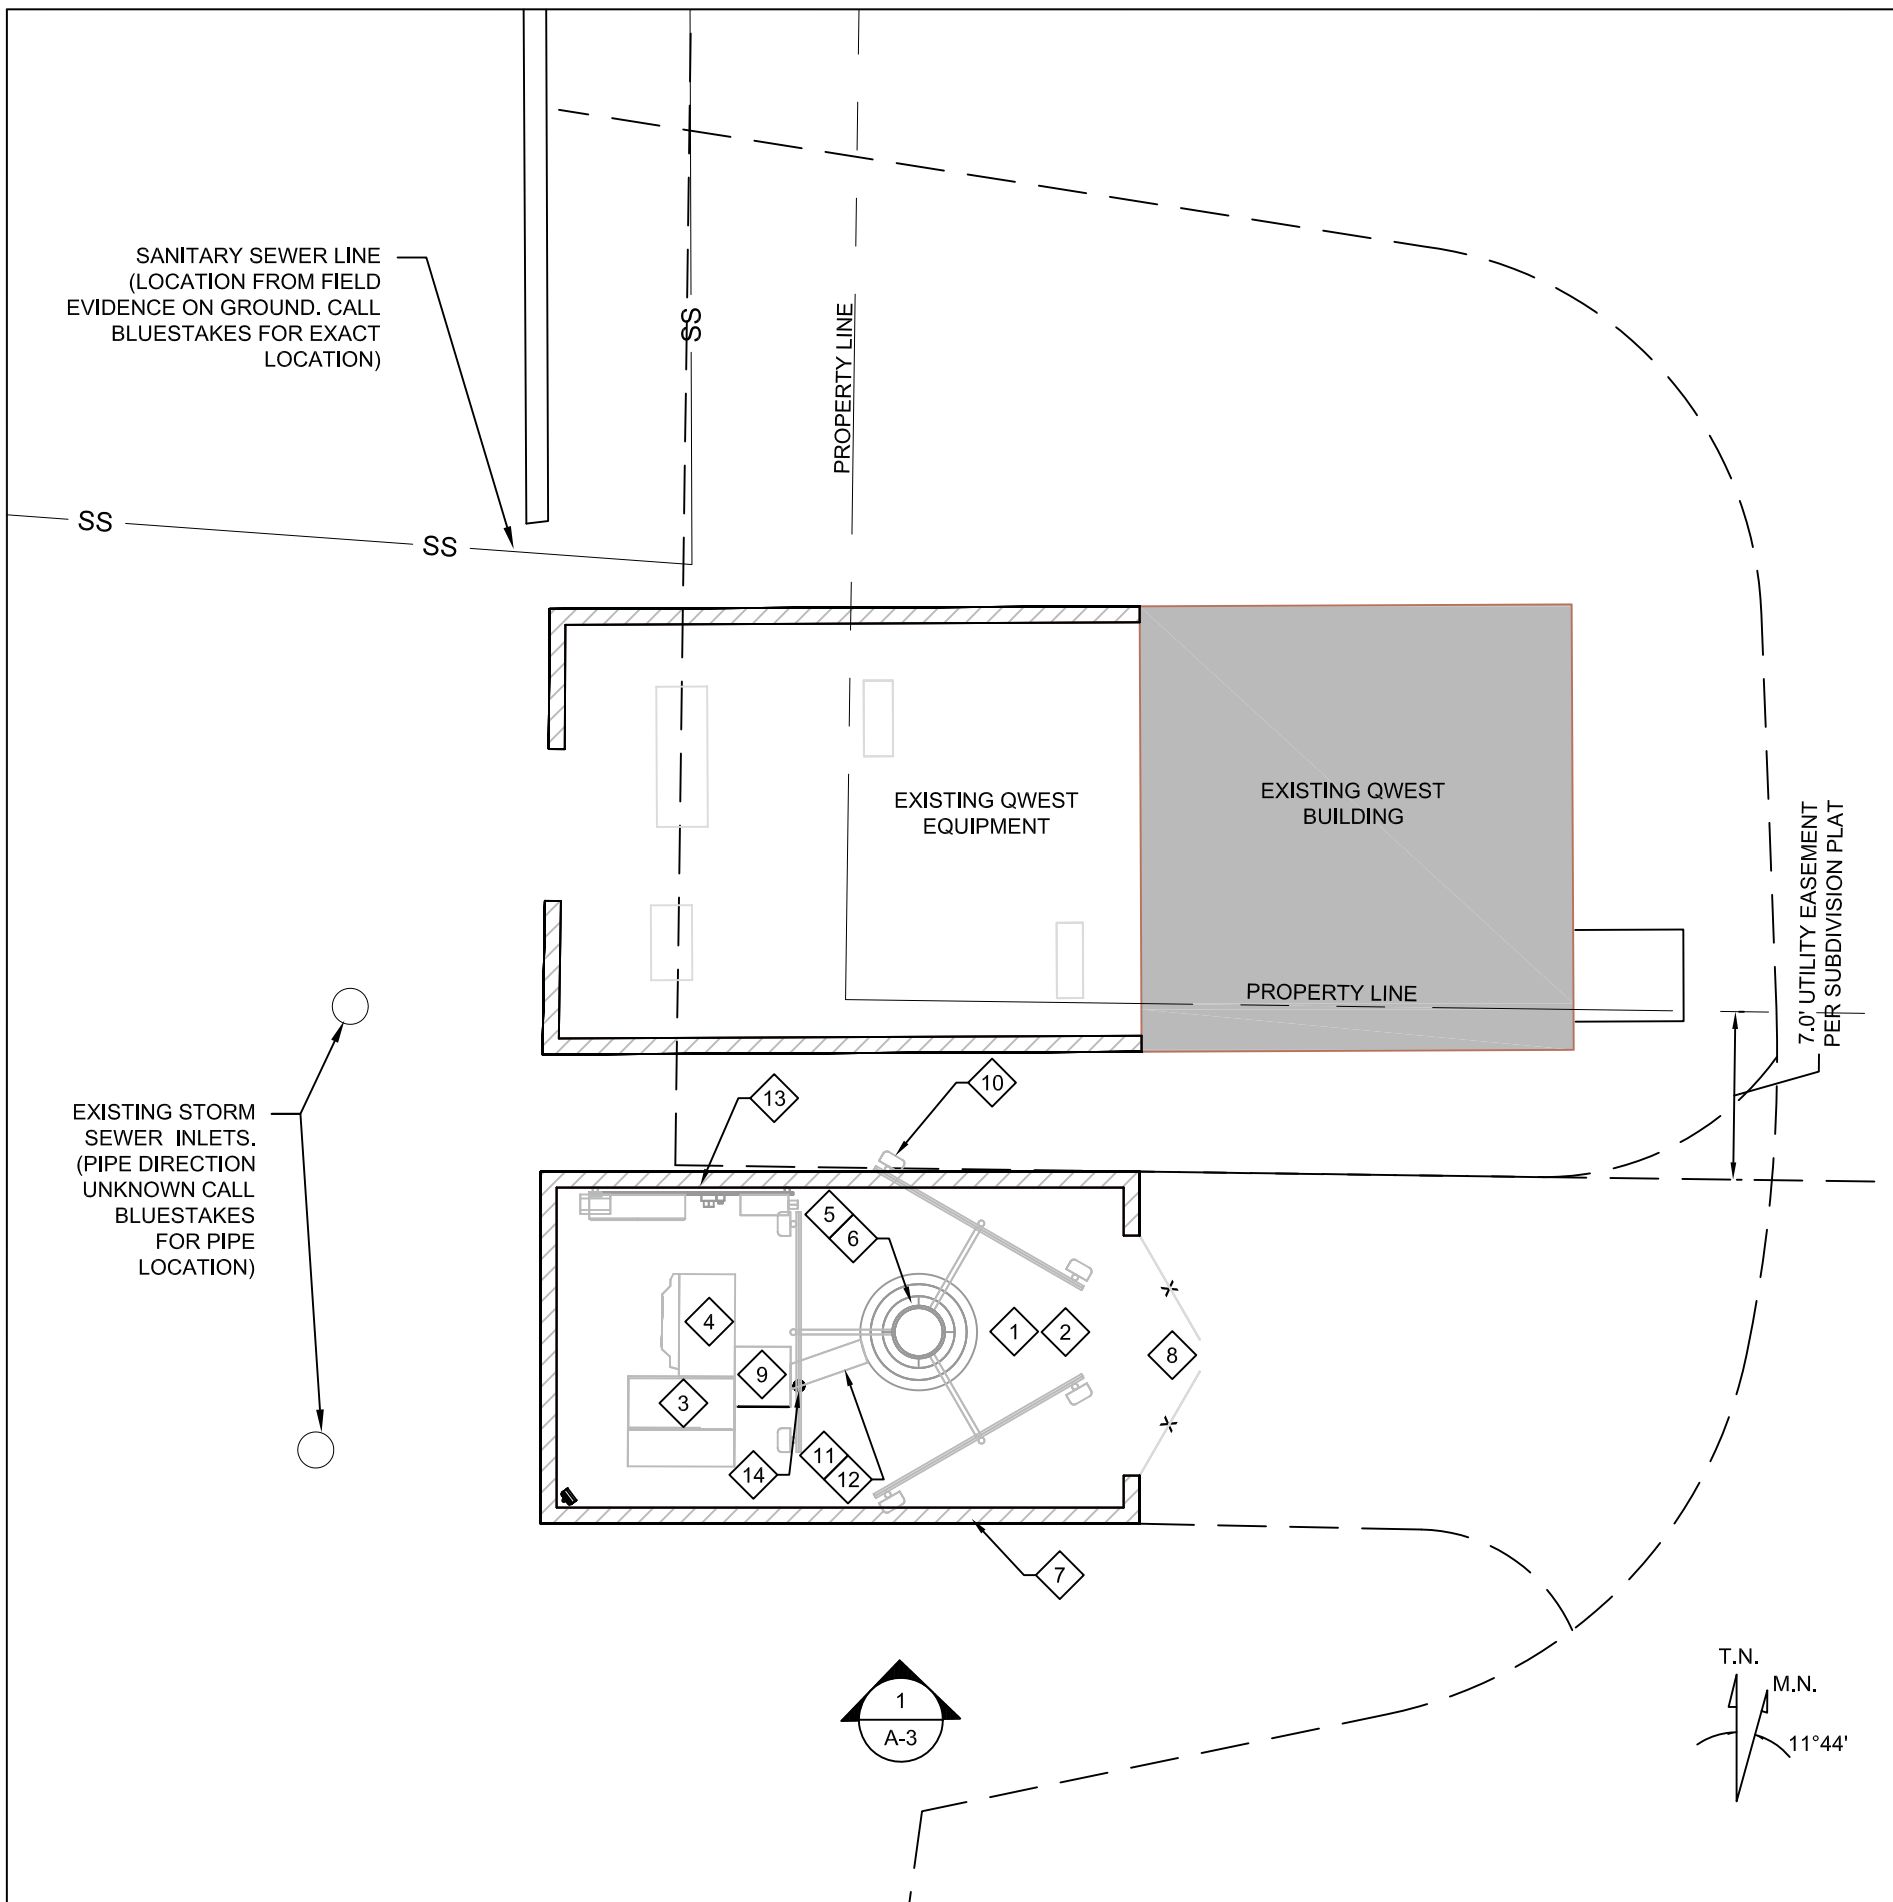 SANITARY SEWER LINE
(LOCATION FROM FIELD
EVIDENCE ON GROUND. CALL
BLUESTAKES FOR EXACT
LOCATION)
SS
PROPERTY LINE
SS
SS
EXISTING QWEST
EQUIPMENT
EXISTING QWEST
BUILDING
PROPERTY LINE
7.0' UTILITY EASEMENT
PER SUBDIVISION PLAT
EXISTING STORM
SEWER INLETS.
(PIPE DIRECTION
UNKNOWN CALL
BLUESTAKES
FOR PIPE
LOCATION)
10
13
5
6
4
1
2
8
9
3
11
12
14
7
1
A-3
T.N.
M.N.
11°44'